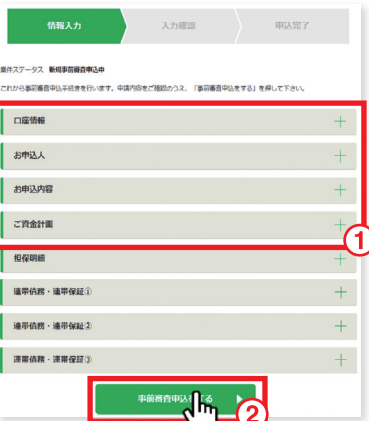 情報入力
入力確認
申込完了
案件ステータス 新規事前審査申込中
これから事前審査申込手続きを行います。申請内容をご確認のうえ、「事前審査申込をする」を押して下さい。
口座情報 +
お申込人 +
お申込内容 +
ご資金計画 +
①
担保明細 +
連帯債務・連帯保証① +
連帯債務・連帯保証② +
連帯債務・連帯保証③ +
事前審査申込をする
②